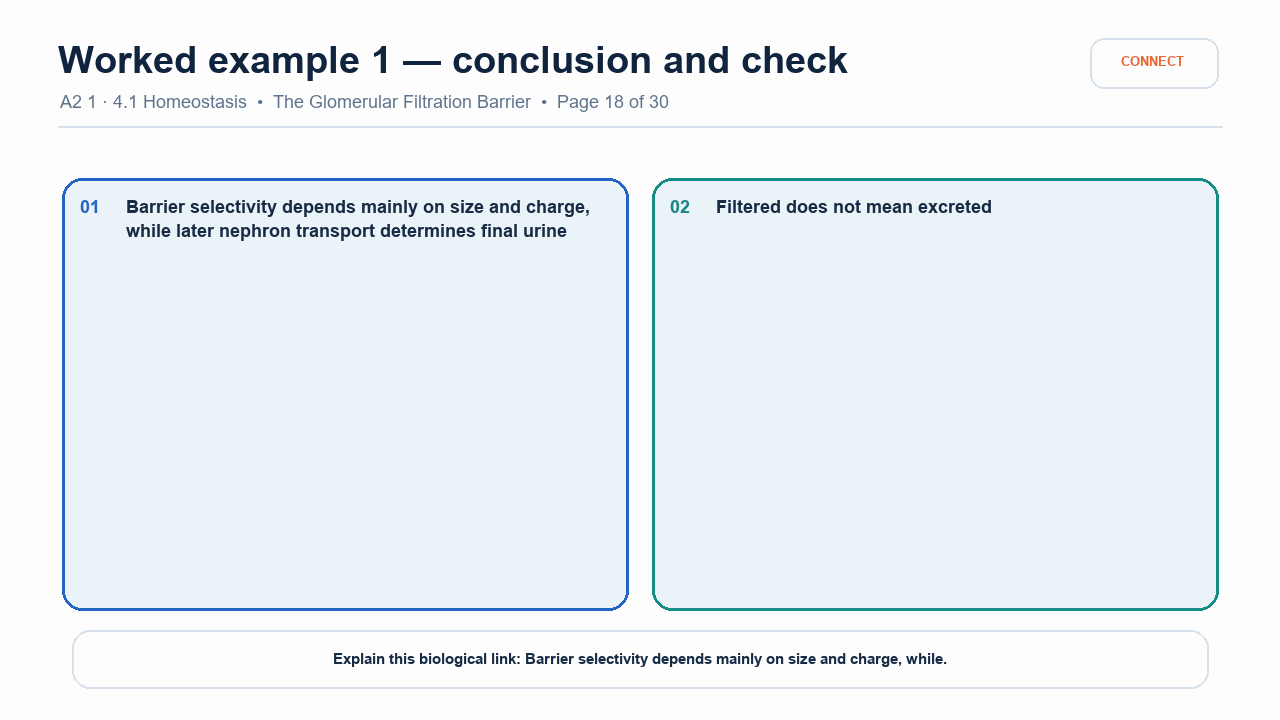 Worked example 1 — conclusion and check
CONNECT
A2 1 · 4.1 Homeostasis • The Glomerular Filtration Barrier • Page 18 of 30
01 Barrier selectivity depends mainly on size and charge,
while later nephron transport determines final urine
02 Filtered does not mean excreted
Explain this biological link: Barrier selectivity depends mainly on size and charge, while.